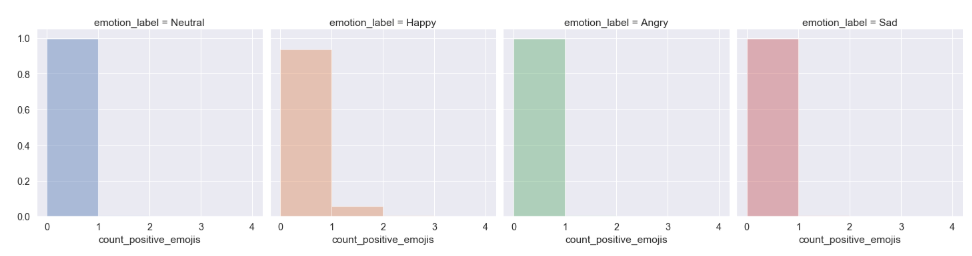 emotion_label = Neutral
emotion_label = Happy
emotion_label = Angry
emotion_label = Sad
1.0
0.8
0.6
0.4
0.2
0.0
0 1 2 3 4
0 1 2 3 4
0 1 2 3 4
0 1 2 3 4
count_positive_emojis
count_positive_emojis
count_positive_emojis
count_positive_emojis